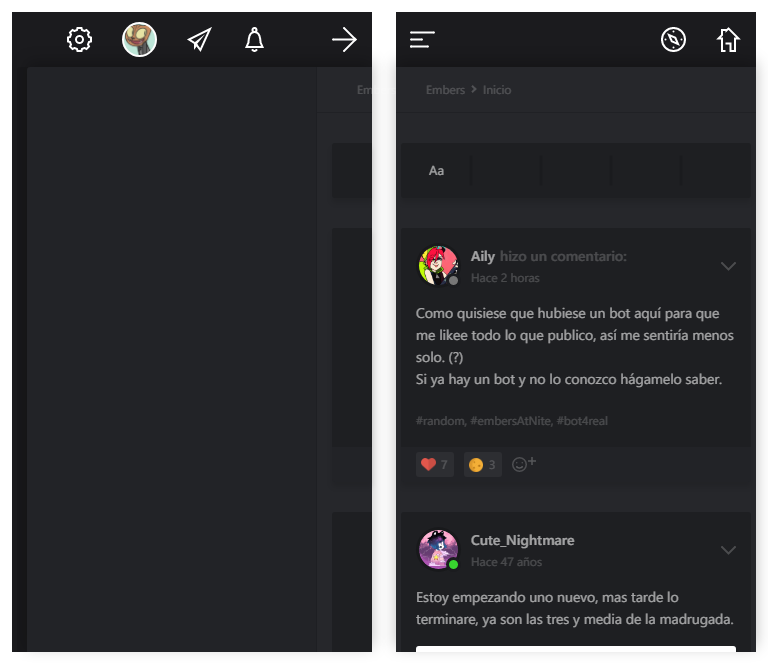 Em
Embers > Inicio
Aa
Aily hizo un comentario:
Hace 2 horas
Como quisiese que hubiese un bot aquí para que
me likee todo lo que publico, así me sentiría menos
solo. (?)
Si ya hay un bot y no lo conozco hágamelo saber.
#random, #embersAtNite, #bot4real
7 3
Cute_Nightmare
Hace 47 años
Estoy empezando uno nuevo, mas tarde lo
terminare, ya son las tres y media de la madrugada.